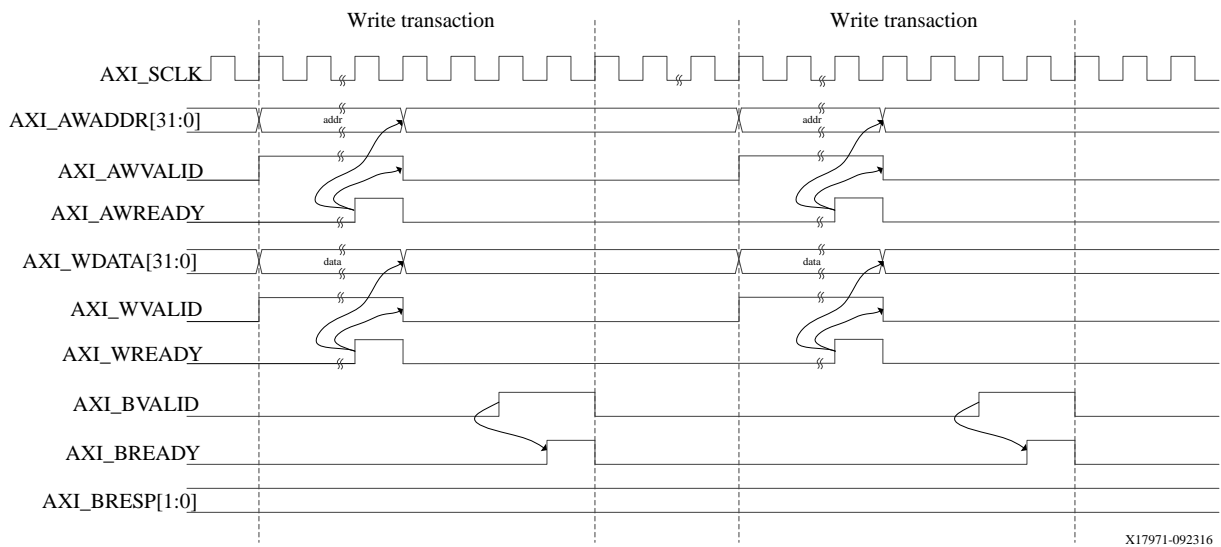 Write transaction Write transaction
AXI_SCLK
AXI_AWADDR[31:0] addr addr
AXI_AWVALID
AXI_AWREADY
AXI_WDATA[31:0] data data
AXI_WVALID
AXI_WREADY
AXI_BVALID
AXI_BREADY
AXI_BRESP[1:0]
X17971-092316